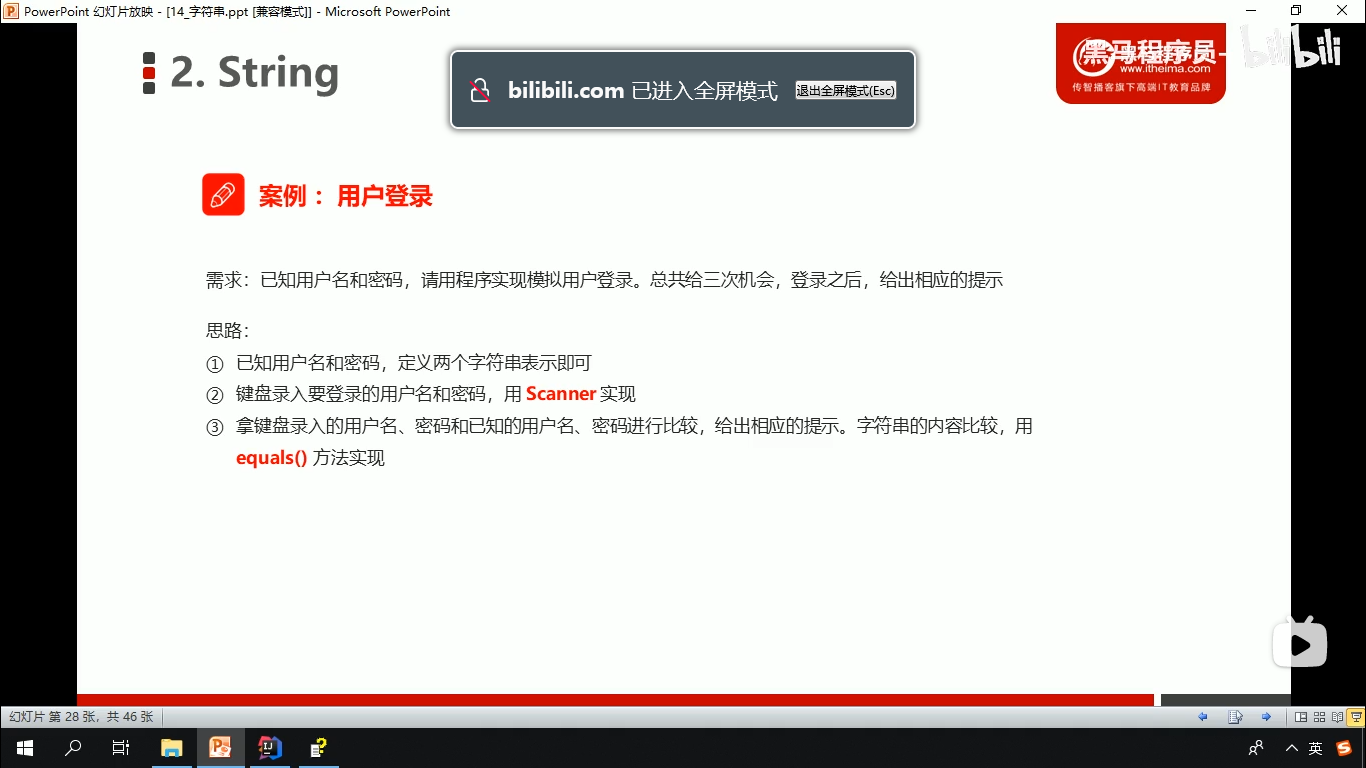 PowerPoint 幻灯片放映 - [14_字符串.ppt [兼容模式]] - Microsoft PowerPoint
2. String
bilibili.com 已进入全屏模式
退出全屏模式(Esc)
黑马程序员-
bilibili
www.itheima.com
传智播客旗下高端IT教育品牌
案例： 用户登录
需求：已知用户名和密码，请用程序实现模拟用户登录。总共给三次机会，登录之后，给出相应的提示
思路：
① 已知用户名和密码，定义两个字符串表示即可
② 键盘录入要登录的用户名和密码，用 Scanner 实现
③ 拿键盘录入的用户名、密码和已知的用户名、密码进行比较，给出相应的提示。字符串的内容比较，用
equals() 方法实现
幻灯片 第 28 张，共 46 张
英